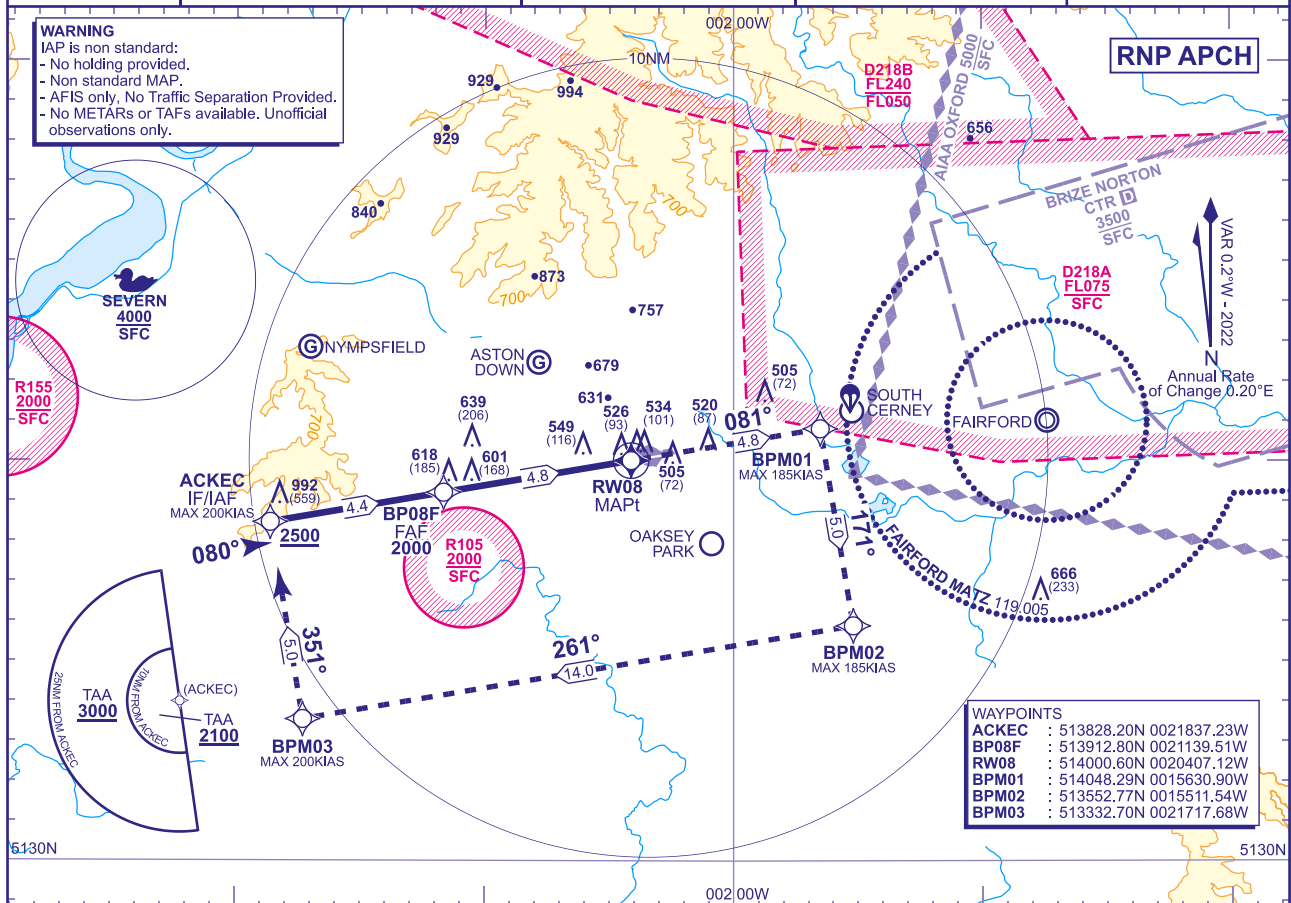 WARNING
IAP is non standard:
- No holding provided.
- Non standard MAP.
- AFIS only, No Traffic Separation Provided.
- No METARs or TAFs available. Unofficial
observations only.
002 00W
RNP APCH
10NM
929
994
929
840
873
700
700
757
D218B
FL240
FL050
AIAA OXFORD 5000
SFC
656
BRIZE NORTON
CTR D
3500
SFC
D218A
FL075
SFC
VAR 0.2°W - 2022
N
Annual Rate
of Change 0.20°E
SEVERN
4000
SFC
R155
2000
SFC
G NYMPSFIELD
ASTON
DOWN
G
679
631
700
639
(206)
549
(116)
526
(93)
534
(101)
520
(87)
505
(72)
505
(72)
618
(185)
601
(168)
992
(559)
SOUTH
CERNEY
FAIRFORD
081°
4.8
4.8
4.4
BPM01
MAX 185KIAS
ACKEC
IF/IAF
MAX 200KIAS
2500
080°
BP08F
FAF
2000
RW08
MAPt
R105
2000
SFC
OAKSEY
PARK
5.0
171°
FAIRFORD MATZ 119.005
666
(233)
BPM02
MAX 185KIAS
261°
14.0
351°
5.0
BPM03
MAX 200KIAS
25NM FROM ACKEC
TAA
3000
10NM FROM ACKEC
(ACKEC)
TAA
2100
WAYPOINTS
ACKEC : 513828.20N 0021837.23W
BP08F : 513912.80N 0021139.51W
RW08 : 514000.60N 0020407.12W
BPM01 : 514048.29N 0015630.90W
BPM02 : 513552.77N 0015511.54W
BPM03 : 513332.70N 0021717.68W
5130N
5130N
002 00W